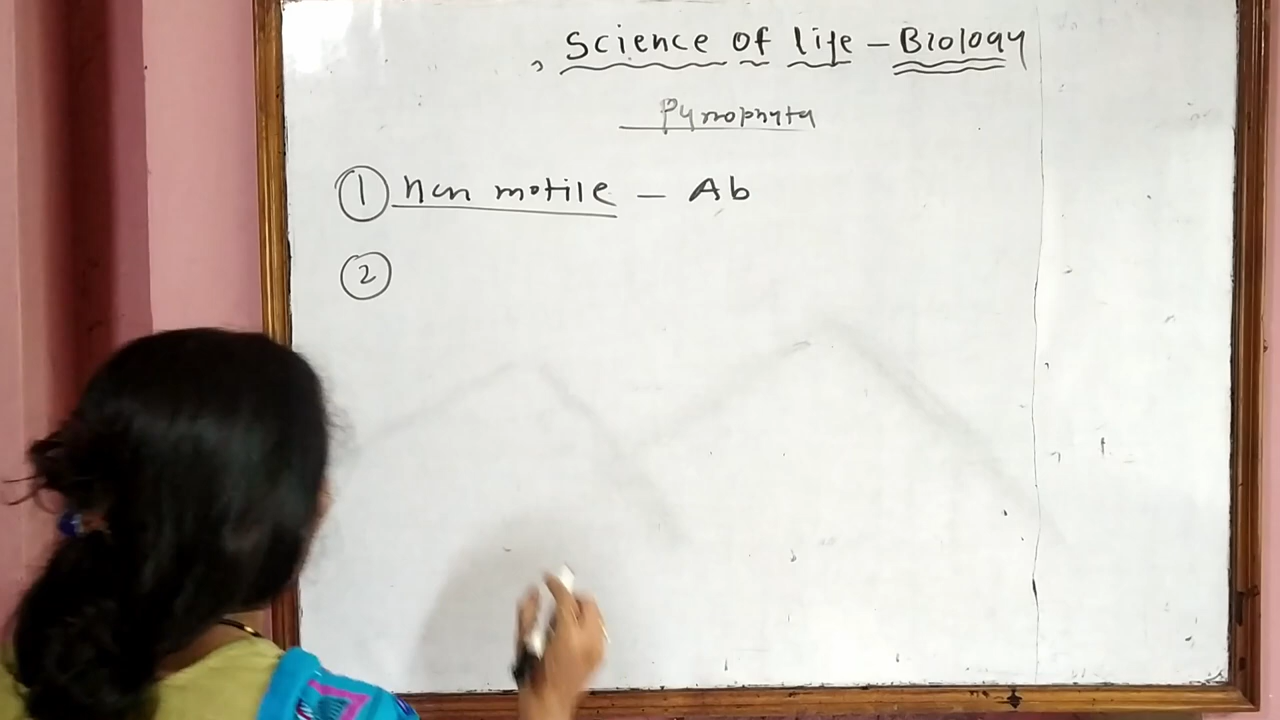 Science of life - Biology
Pyrrophyta
① non motile - Ab
②